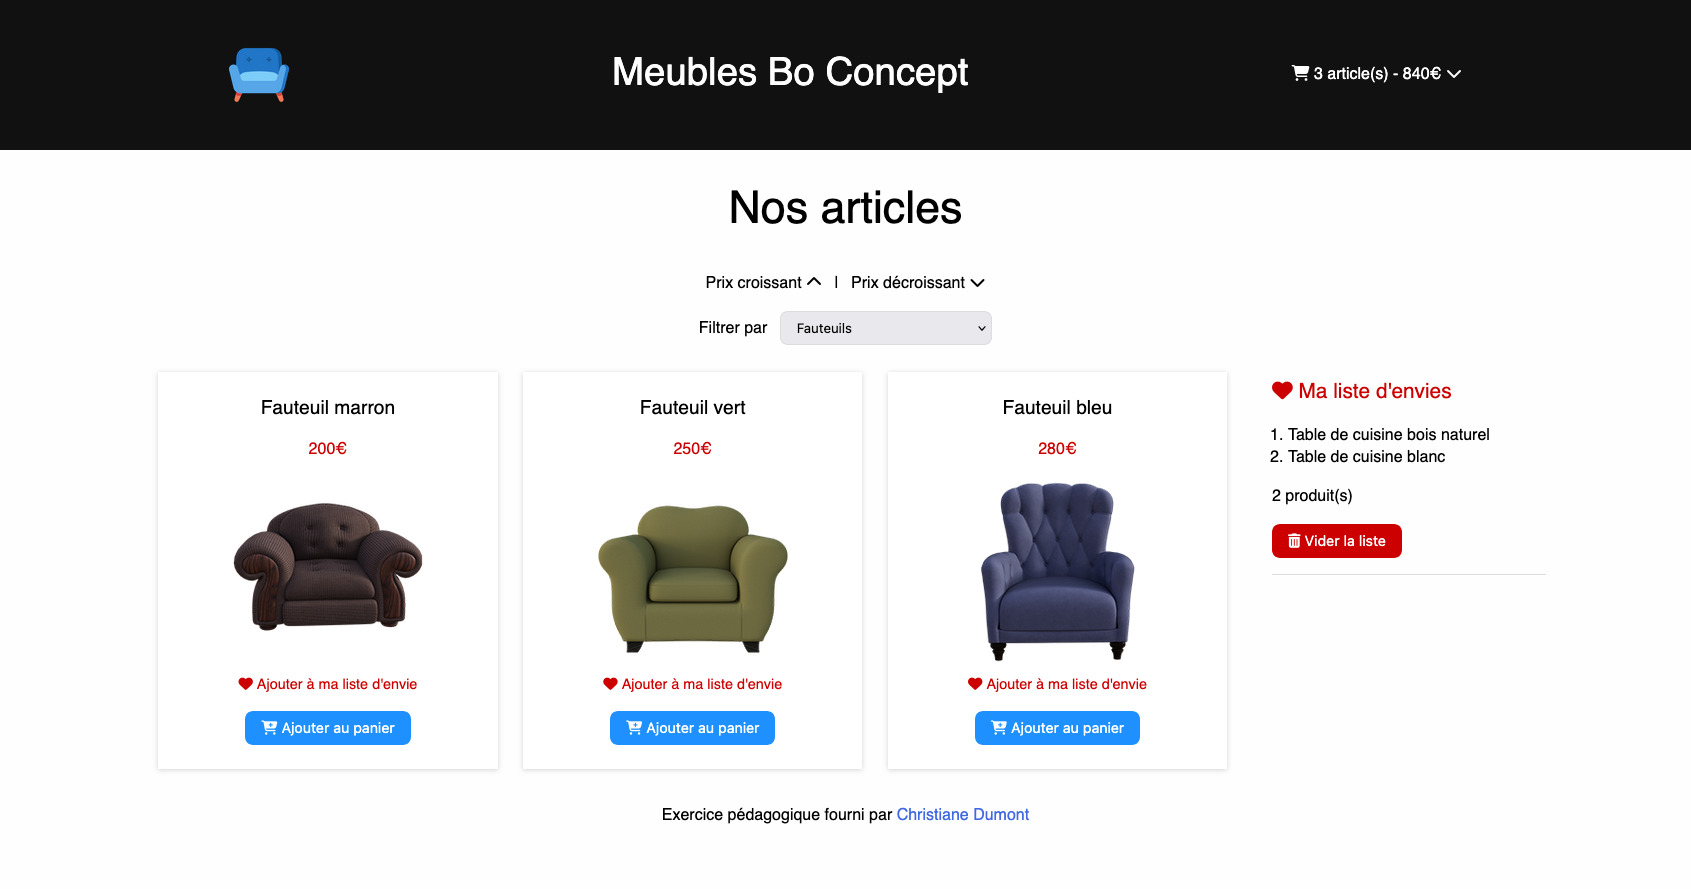 Meubles Bo Concept
3 article(s) - 840€
Nos articles
Prix croissant | Prix décroissant
Filtrer par Fauteuils
Fauteuil marron
200€
Ajouter à ma liste d'envie
Ajouter au panier
Fauteuil vert
250€
Ajouter à ma liste d'envie
Ajouter au panier
Fauteuil bleu
280€
Ajouter à ma liste d'envie
Ajouter au panier
Ma liste d'envies
1. Table de cuisine bois naturel
2. Table de cuisine blanc
2 produit(s)
Vider la liste
Exercice pédagogique fourni par Christiane Dumont